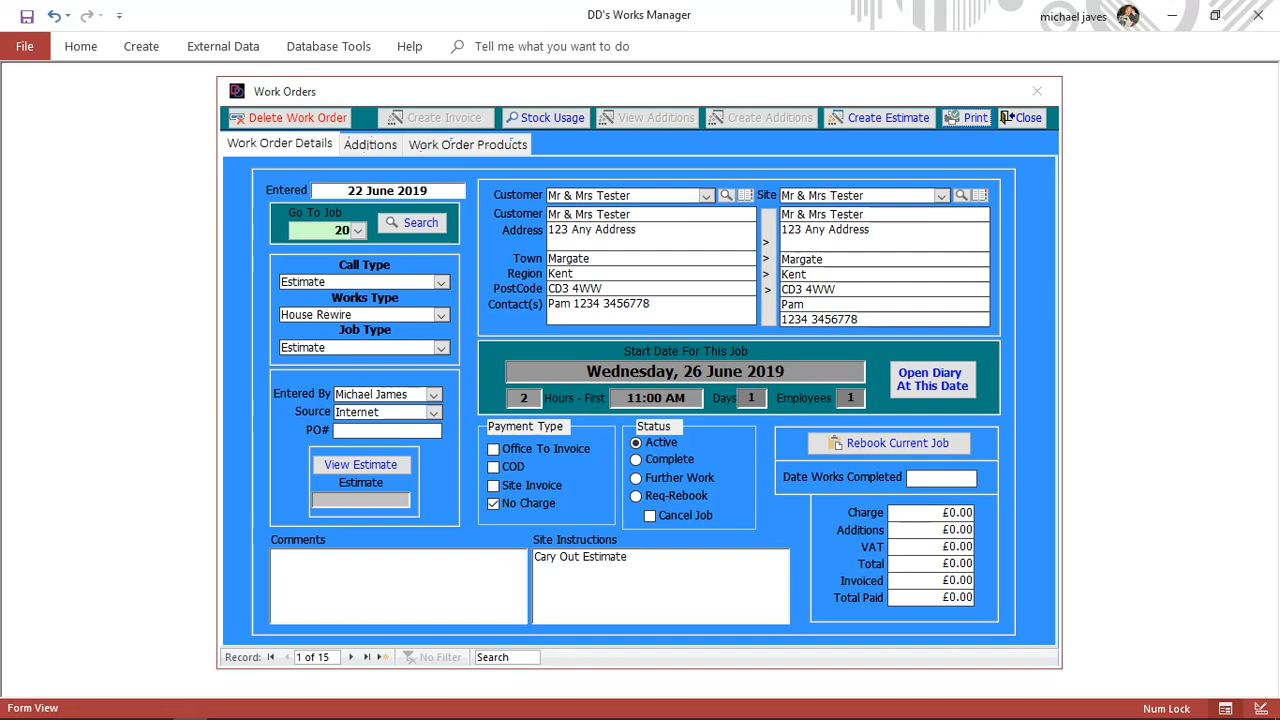 DD's Works Manager
michael javes
File Home Create External Data Database Tools Help Tell me what you want to do
Work Orders
Delete Work Order Create Invoice Stock Usage View Additions Create Additions Create Estimate Print Close
Work Order Details Additions Work Order Products
Entered 22 June 2019
Go To Job
20 Search
Call Type
Estimate
Works Type
House Rewire
Job Type
Estimate
Entered By Michael James
Source Internet
PO#
View Estimate
Estimate
Customer Mr & Mrs Tester Site Mr & Mrs Tester
Customer Mr & Mrs Tester > Mr & Mrs Tester
Address 123 Any Address 123 Any Address
Town Margate > Margate
Region Kent > Kent
PostCode CD3 4WW > CD3 4WW
Contact(s) Pam 1234 3456778 Pam
1234 3456778
Start Date For This Job
Wednesday, 26 June 2019
2 Hours - First 11:00 AM Days 1 Employees 1
Open Diary
At This Date
Payment Type
Office To Invoice
COD
Site Invoice
No Charge
Status
Active
Complete
Further Work
Req-Rebook
Cancel Job
Rebook Current Job
Date Works Completed
Charge £0.00
Additions £0.00
VAT £0.00
Total £0.00
Invoiced £0.00
Total Paid £0.00
Comments
Site Instructions
Cary Out Estimate
Record: 1 of 15 No Filter Search
Form View Num Lock